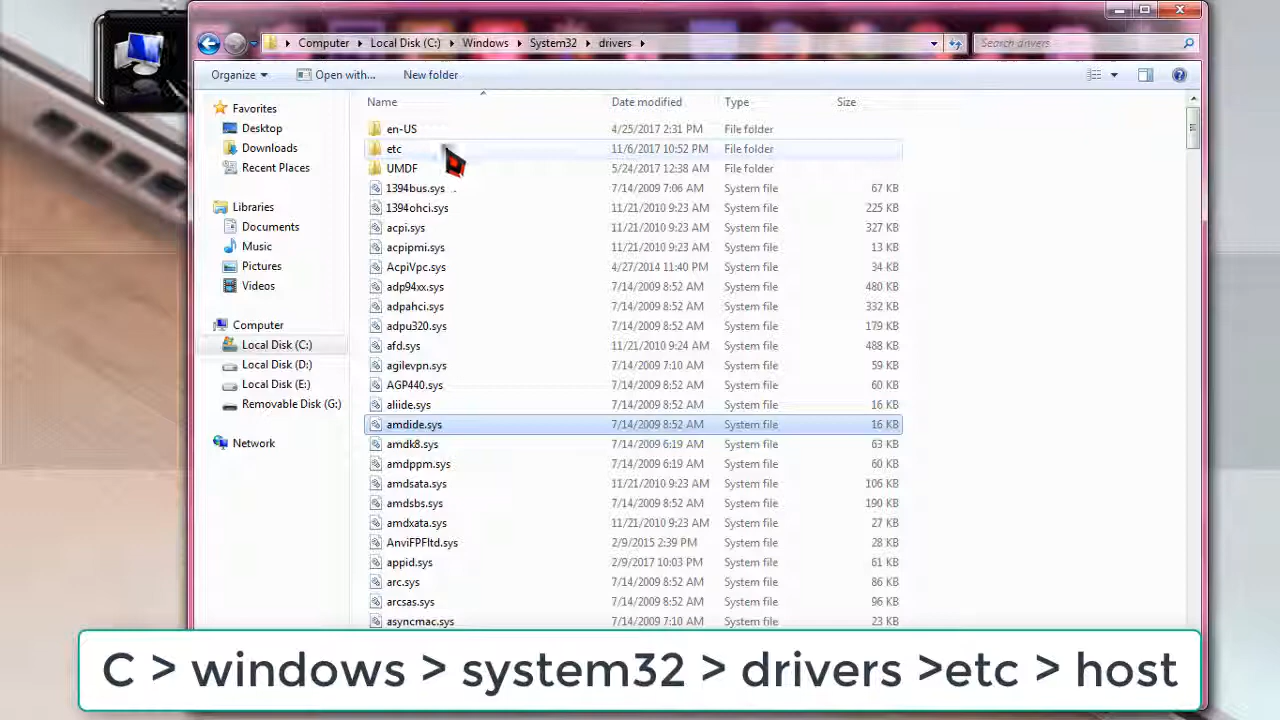 Computer Local Disk (C:) Windows System32 drivers Search drivers
Organize Open with... New folder
Favorites
Desktop
Downloads
Recent Places
Libraries
Documents
Music
Pictures
Videos
Computer
Local Disk (C:)
Local Disk (D:)
Local Disk (E:)
Removable Disk (G:)
Network
Name Date modified Type Size
en-US 4/25/2017 2:31 PM File folder
etc 11/6/2017 10:52 PM File folder
UMDF 5/24/2017 12:38 AM File folder
1394bus.sys 7/14/2009 7:06 AM System file 67 KB
1394ohci.sys 11/21/2010 9:23 AM System file 225 KB
acpi.sys 11/21/2010 9:23 AM System file 327 KB
acpipmi.sys 11/21/2010 9:23 AM System file 13 KB
AcpiVpc.sys 4/27/2014 11:40 PM System file 34 KB
adp94xx.sys 7/14/2009 8:52 AM System file 480 KB
adpahci.sys 7/14/2009 8:52 AM System file 332 KB
adpu320.sys 7/14/2009 8:52 AM System file 179 KB
afd.sys 11/21/2010 9:24 AM System file 488 KB
agilevpn.sys 7/14/2009 7:10 AM System file 59 KB
AGP440.sys 7/14/2009 8:52 AM System file 60 KB
aliide.sys 7/14/2009 8:52 AM System file 16 KB
amdide.sys 7/14/2009 8:52 AM System file 16 KB
amdk8.sys 7/14/2009 6:19 AM System file 63 KB
amdppm.sys 7/14/2009 6:19 AM System file 60 KB
amdsata.sys 11/21/2010 9:23 AM System file 106 KB
amdsbs.sys 7/14/2009 8:52 AM System file 190 KB
amdxata.sys 11/21/2010 9:23 AM System file 27 KB
AnviFPFltd.sys 2/9/2015 2:39 PM System file 28 KB
appid.sys 2/9/2017 10:03 PM System file 60 KB
arc.sys 7/14/2009 8:52 AM System file 86 KB
arcsas.sys 7/14/2009 8:52 AM System file 96 KB
asyncmac.sys 7/14/2009 7:10 AM System file 23 KB
C > windows > system32 > drivers >etc > host